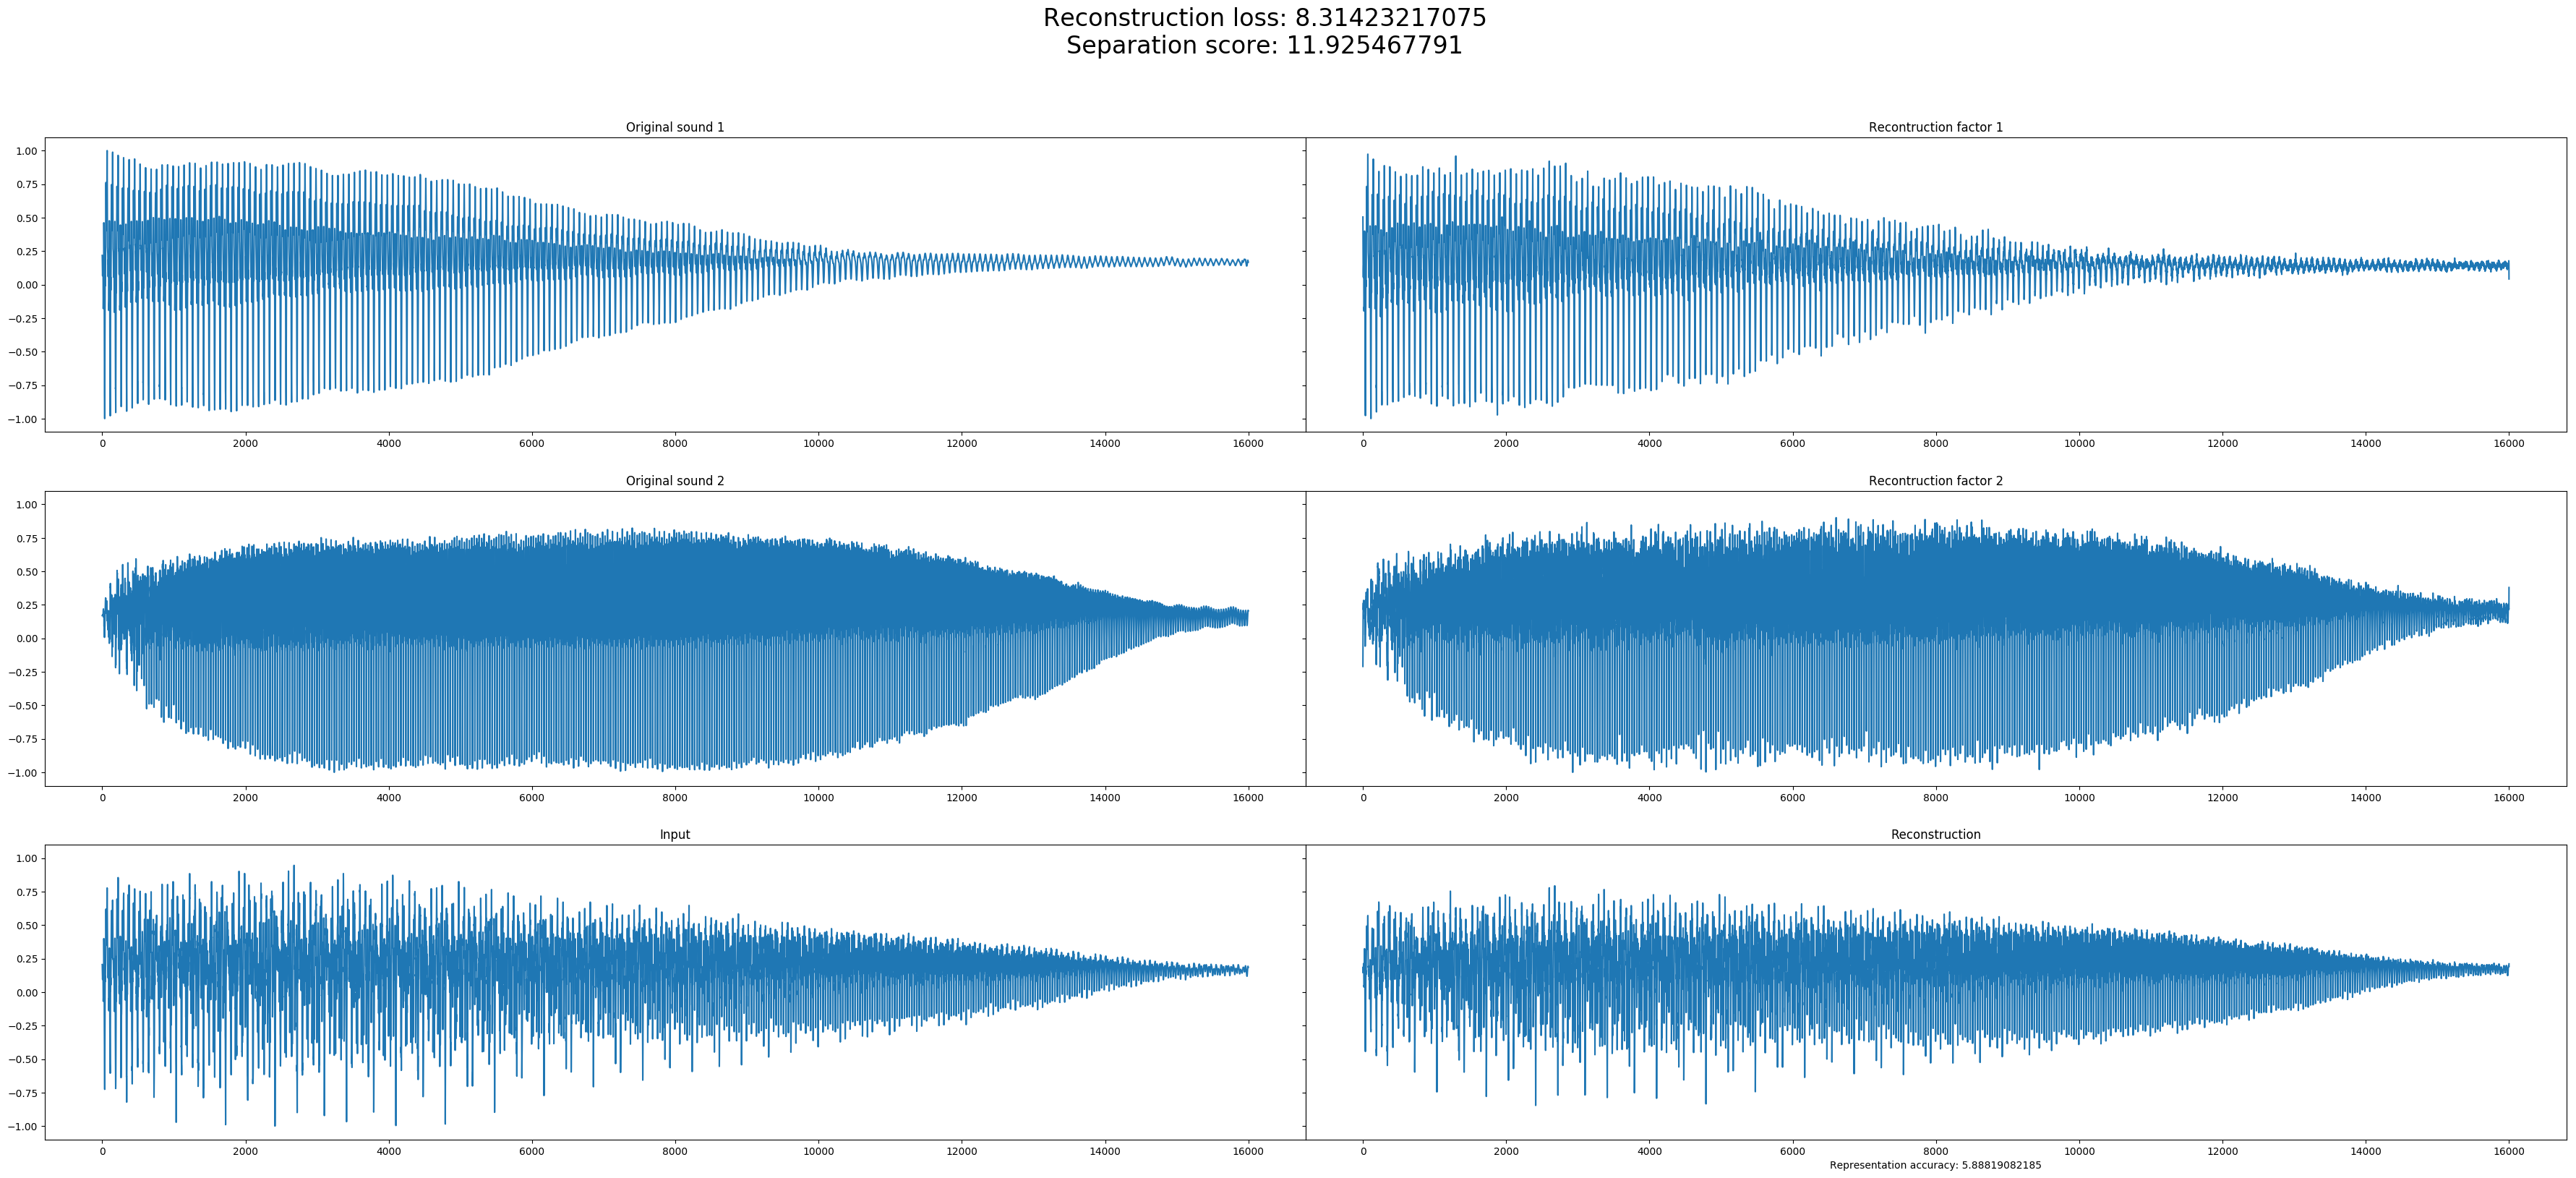 Reconstruction loss: 8.31423217075
Separation score: 11.925467791
Original sound 1
Recontruction factor 1
1.00
0.75
0.50
0.25
0.00
−0.25
−0.50
−0.75
−1.00
0 2000 4000 6000 8000 10000 12000 14000 16000
0 2000 4000 6000 8000 10000 12000 14000 16000
Original sound 2
Recontruction factor 2
1.00
0.75
0.50
0.25
0.00
−0.25
−0.50
−0.75
−1.00
0 2000 4000 6000 8000 10000 12000 14000 16000
0 2000 4000 6000 8000 10000 12000 14000 16000
Input
Reconstruction
1.00
0.75
0.50
0.25
0.00
−0.25
−0.50
−0.75
−1.00
0 2000 4000 6000 8000 10000 12000 14000 16000
0 2000 4000 6000 8000 10000 12000 14000 16000
Representation accuracy: 5.88819082185